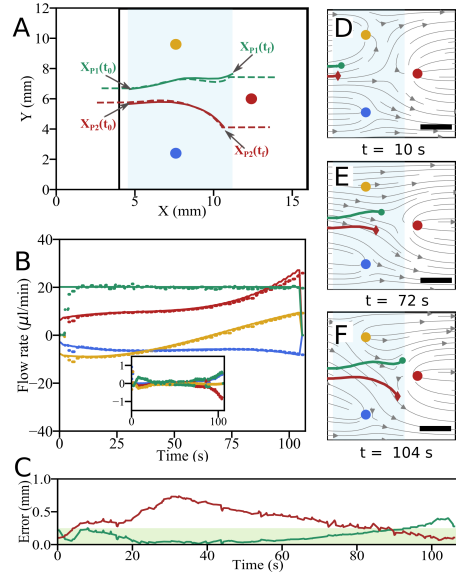 A
12
10
8
6
4
2
0
Y (mm)
X_P1(t_0)
X_P1(t_f)
X_P2(t_0)
X_P2(t_f)
0
5
10
15
X (mm)
B
40
20
0
−20
−40
Flow rate (μl/min)
1
0
−1
0
100
0
25
50
75
100
Time (s)
C
1.0
0.5
0.0
Error (mm)
0
20
40
60
80
100
Time (s)
D
t = 10 s
E
t = 72 s
F
t = 104 s